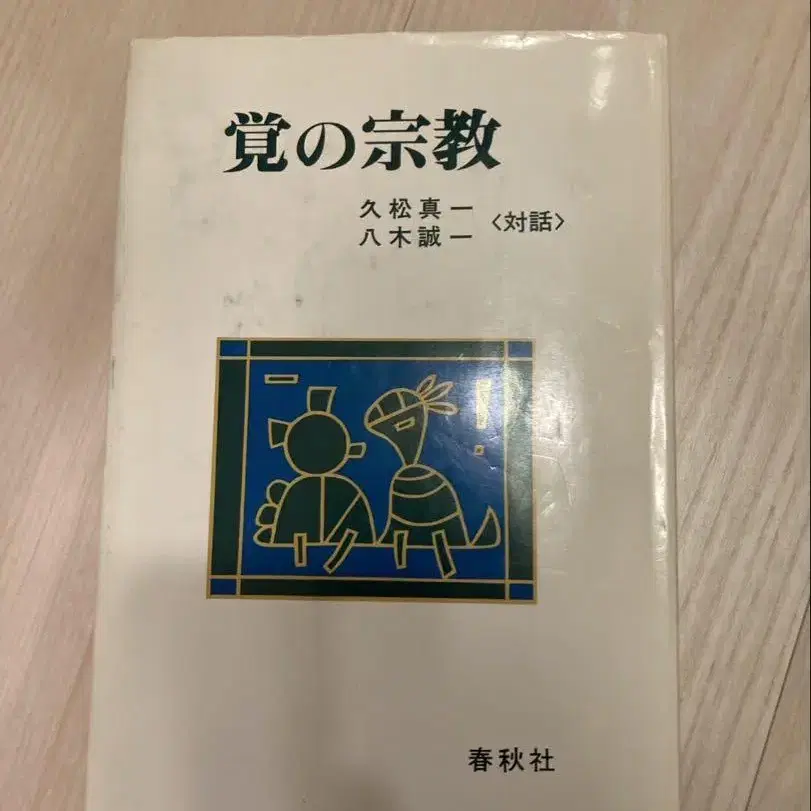 覚の宗教
久松真一
八木誠一
〈対話〉
春秋社